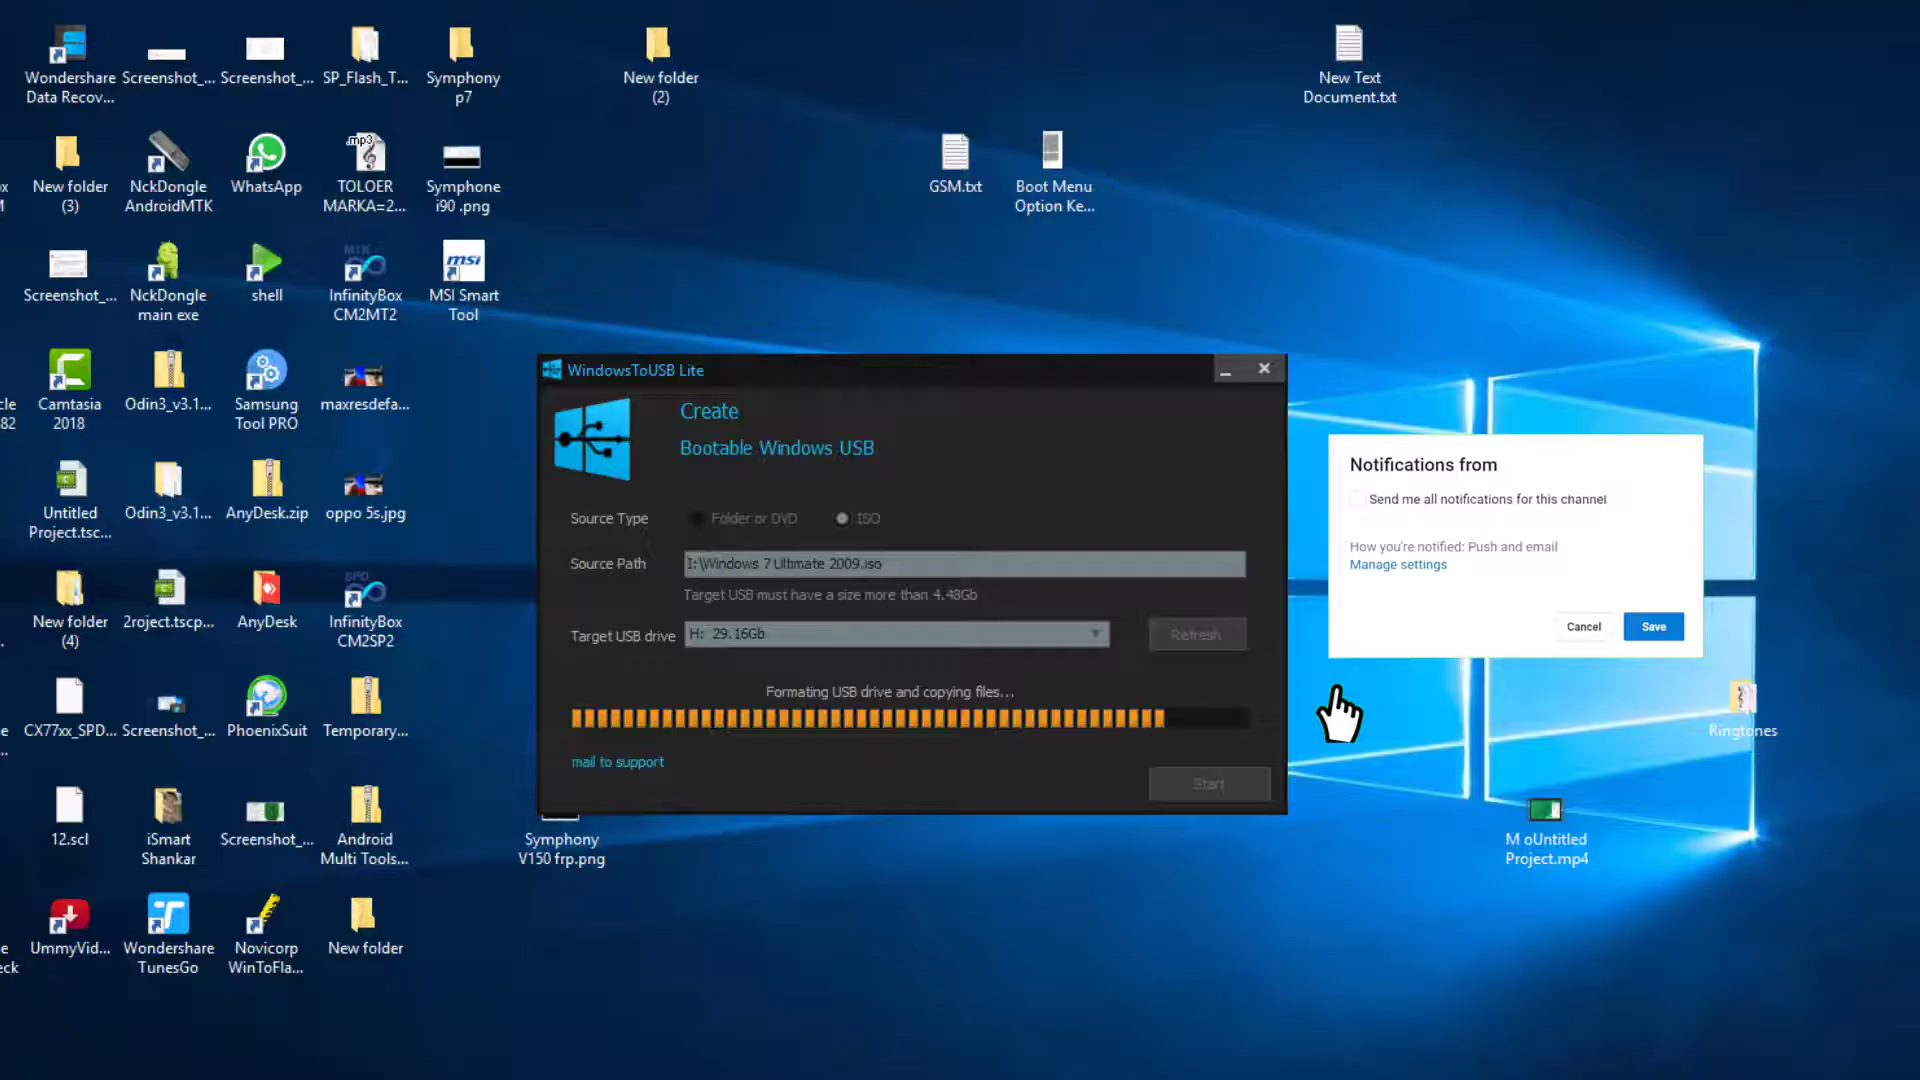 Wondershare
Data Recov...
Screenshot_...
Screenshot_...
SP_Flash_T...
Symphony
p7
New folder
(2)
New Text
Document.txt
New folder
(3)
NckDongle
AndroidMTK
WhatsApp
mp3
TOLOER
MARKA=2...
Symphone
i90 .png
GSM.txt
Boot Menu
Option Ke...
Screenshot_...
NckDongle
main exe
shell
MTK
InfinityBox
CM2MT2
msi
MSI Smart
Tool
cle
82
Camtasia
2018
Odin3_v3.1...
Samsung
Tool PRO
maxresdefa...
Untitled
Project.tsc...
Odin3_v3.1...
AnyDesk.zip
oppo 5s.jpg
New folder
(4)
2roject.tscp...
AnyDesk
SPD
InfinityBox
CM2SP2
CX77xx_SPD...
Screenshot_...
PhoenixSuit
Temporary...
12.scl
iSmart
Shankar
Screenshot_...
Android
Multi Tools...
Symphony
V150 frp.png
UmmyVid...
Wondershare
TunesGo
Novicorp
WinToFla...
New folder
WindowsToUSB Lite
Create
Bootable Windows USB
Source Type
Folder or DVD
ISO
Source Path
I:\Windows 7 Ultimate 2009.iso
Target USB must have a size more than 4.48Gb
Target USB drive
H: 29.16Gb
Refresh
Formating USB drive and copying files...
mail to support
Start
Notifications from
Send me all notifications for this channel
How you're notified: Push and email
Manage settings
Cancel
Save
Ringtones
M oUntitled
Project.mp4